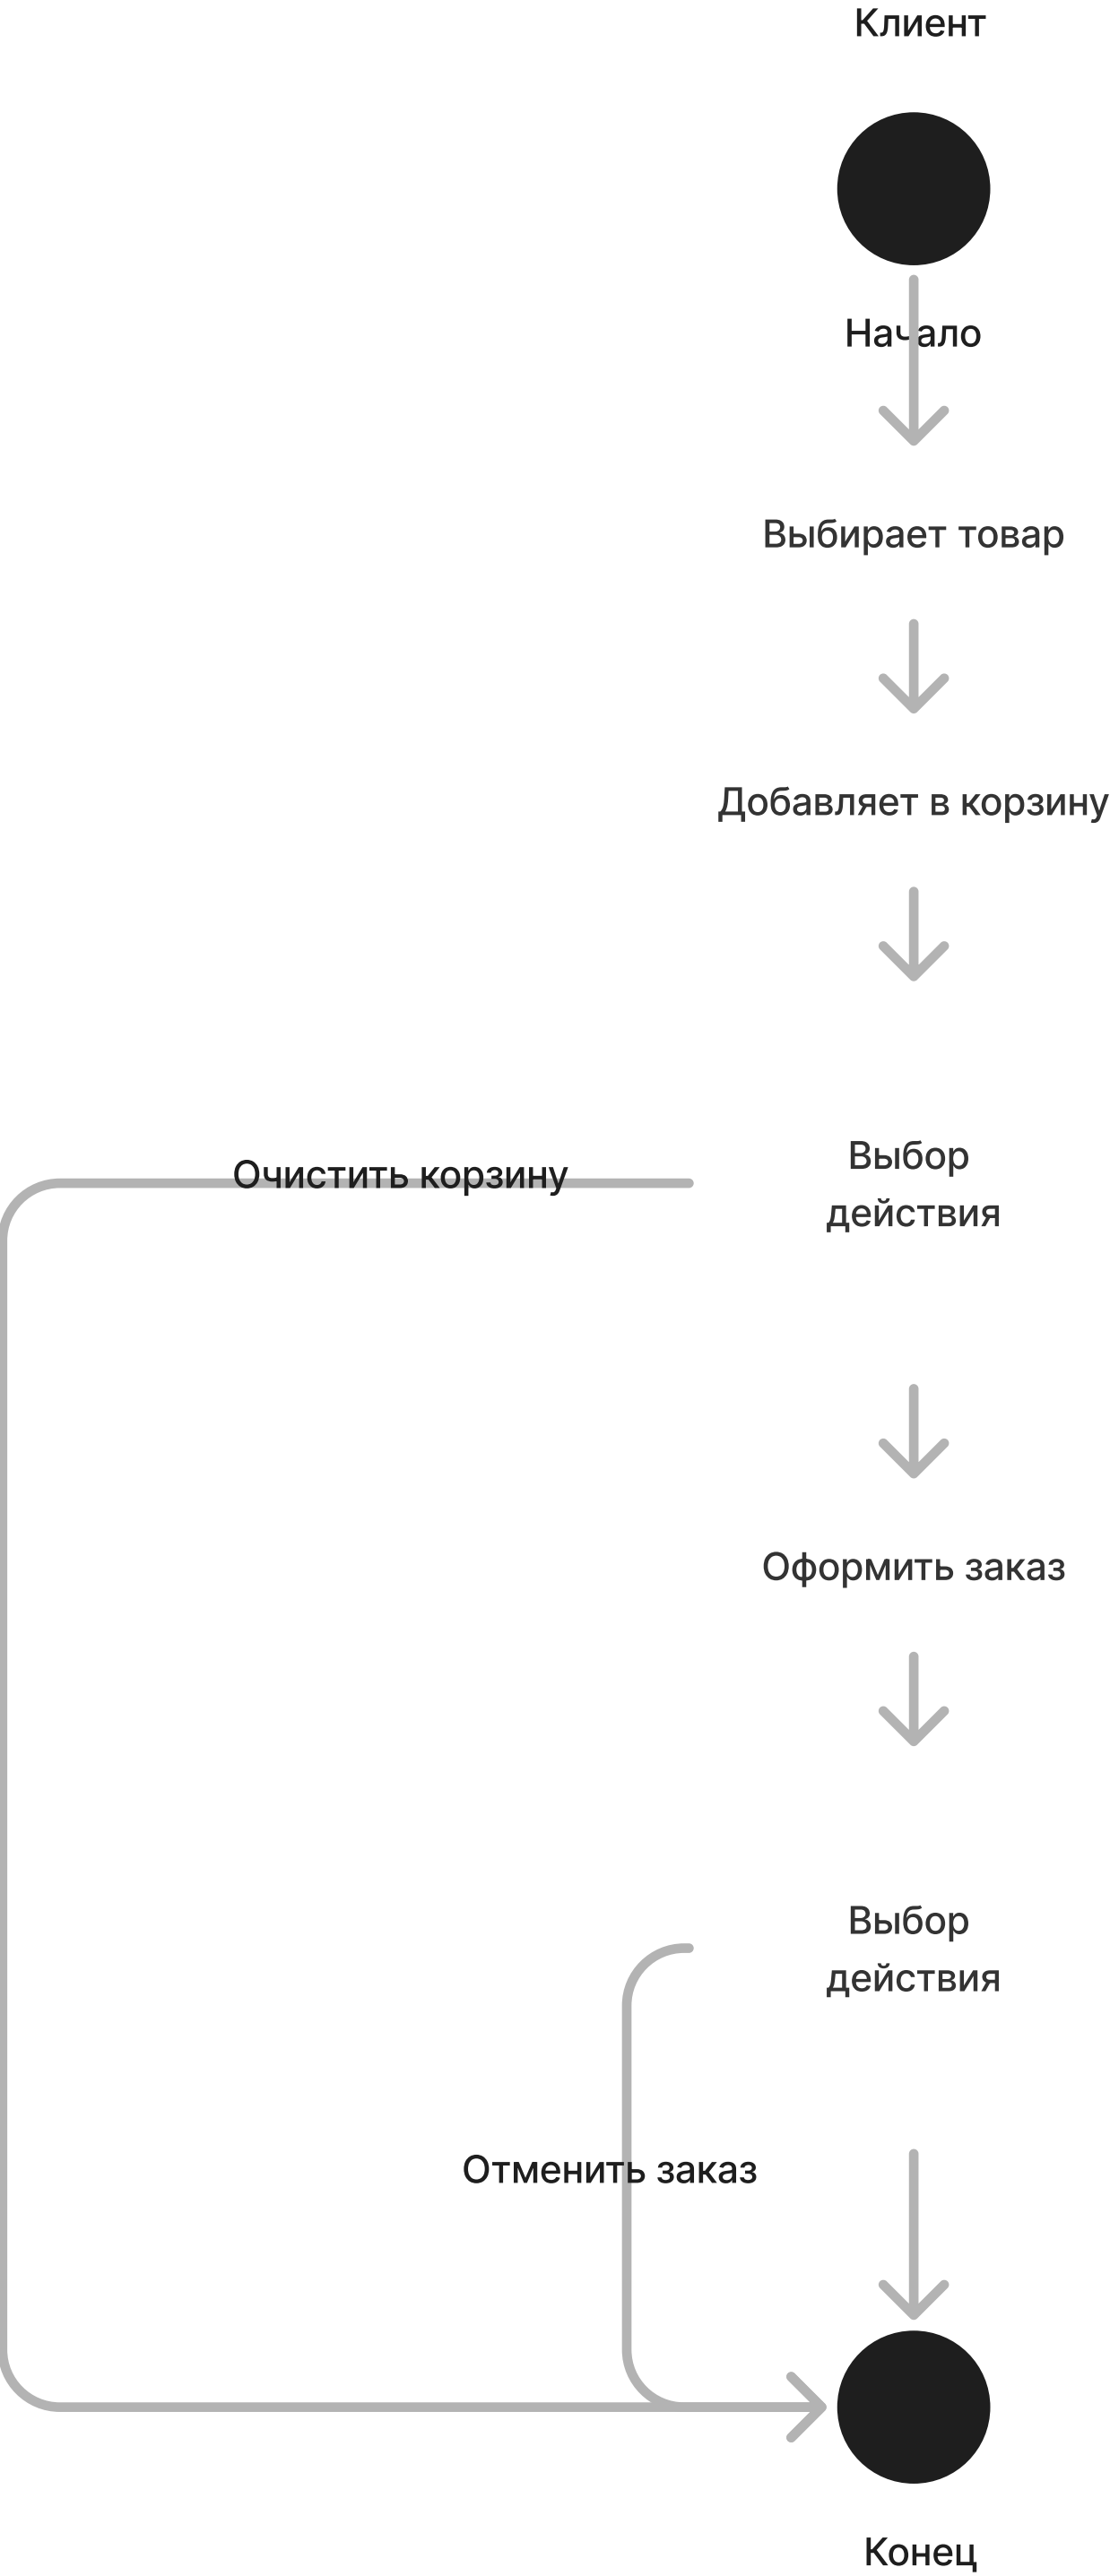 Клиент
Начало
Выбирает товар
Добавляет в корзину
Очистить корзину
Выбор
действия
Оформить заказ
Выбор
действия
Отменить заказ
Конец